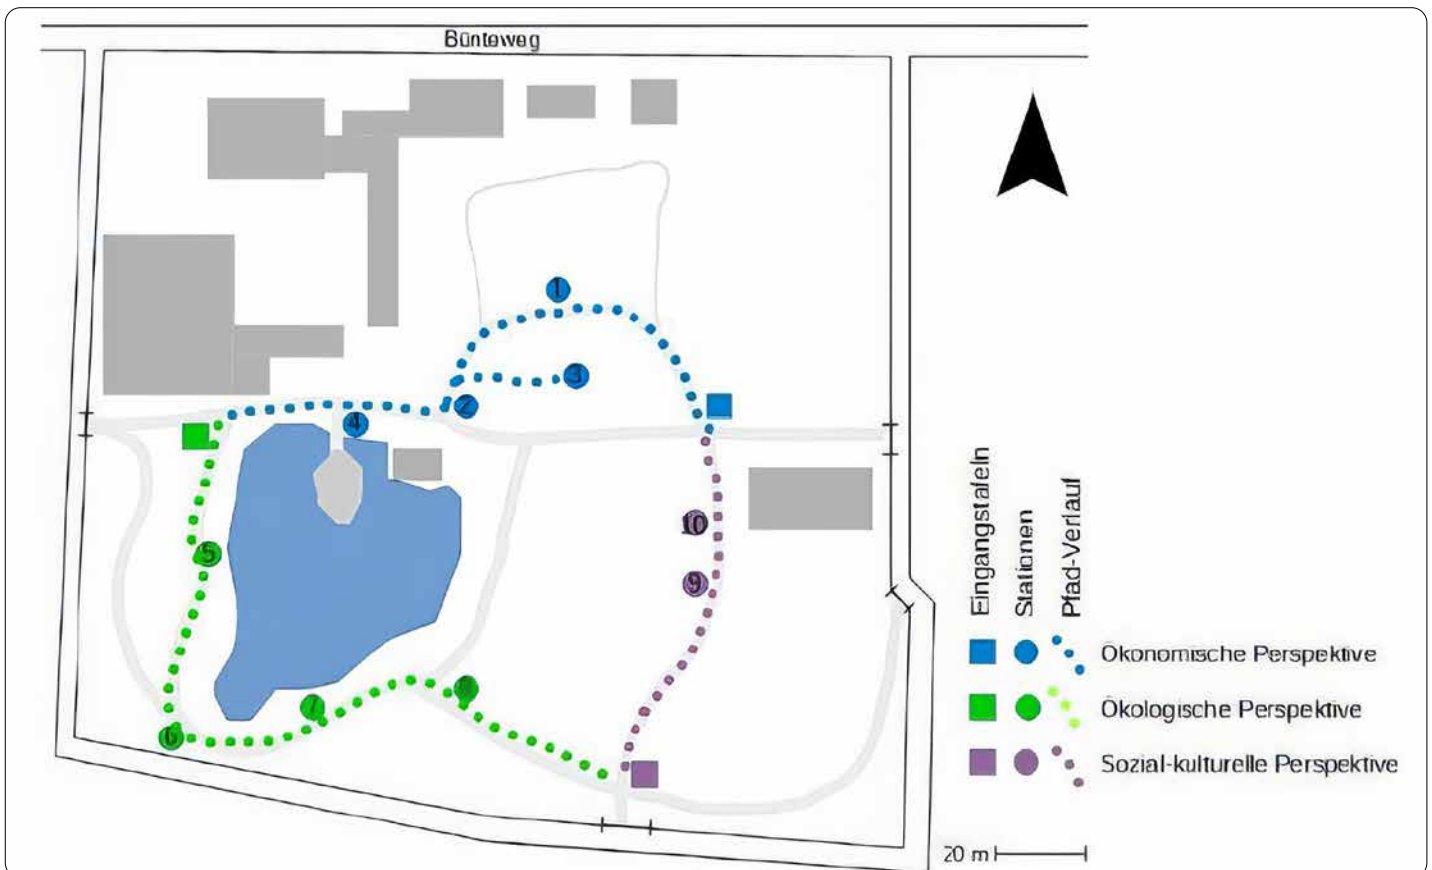 Bünteweg
1
3
2
4
10
5
9
8
7
6
Eingangstafeln
Stationen
Pfad-Verlauf
Ökonomische Perspektive
Ökologische Perspektive
Sozial-kulturelle Perspektive
20 m